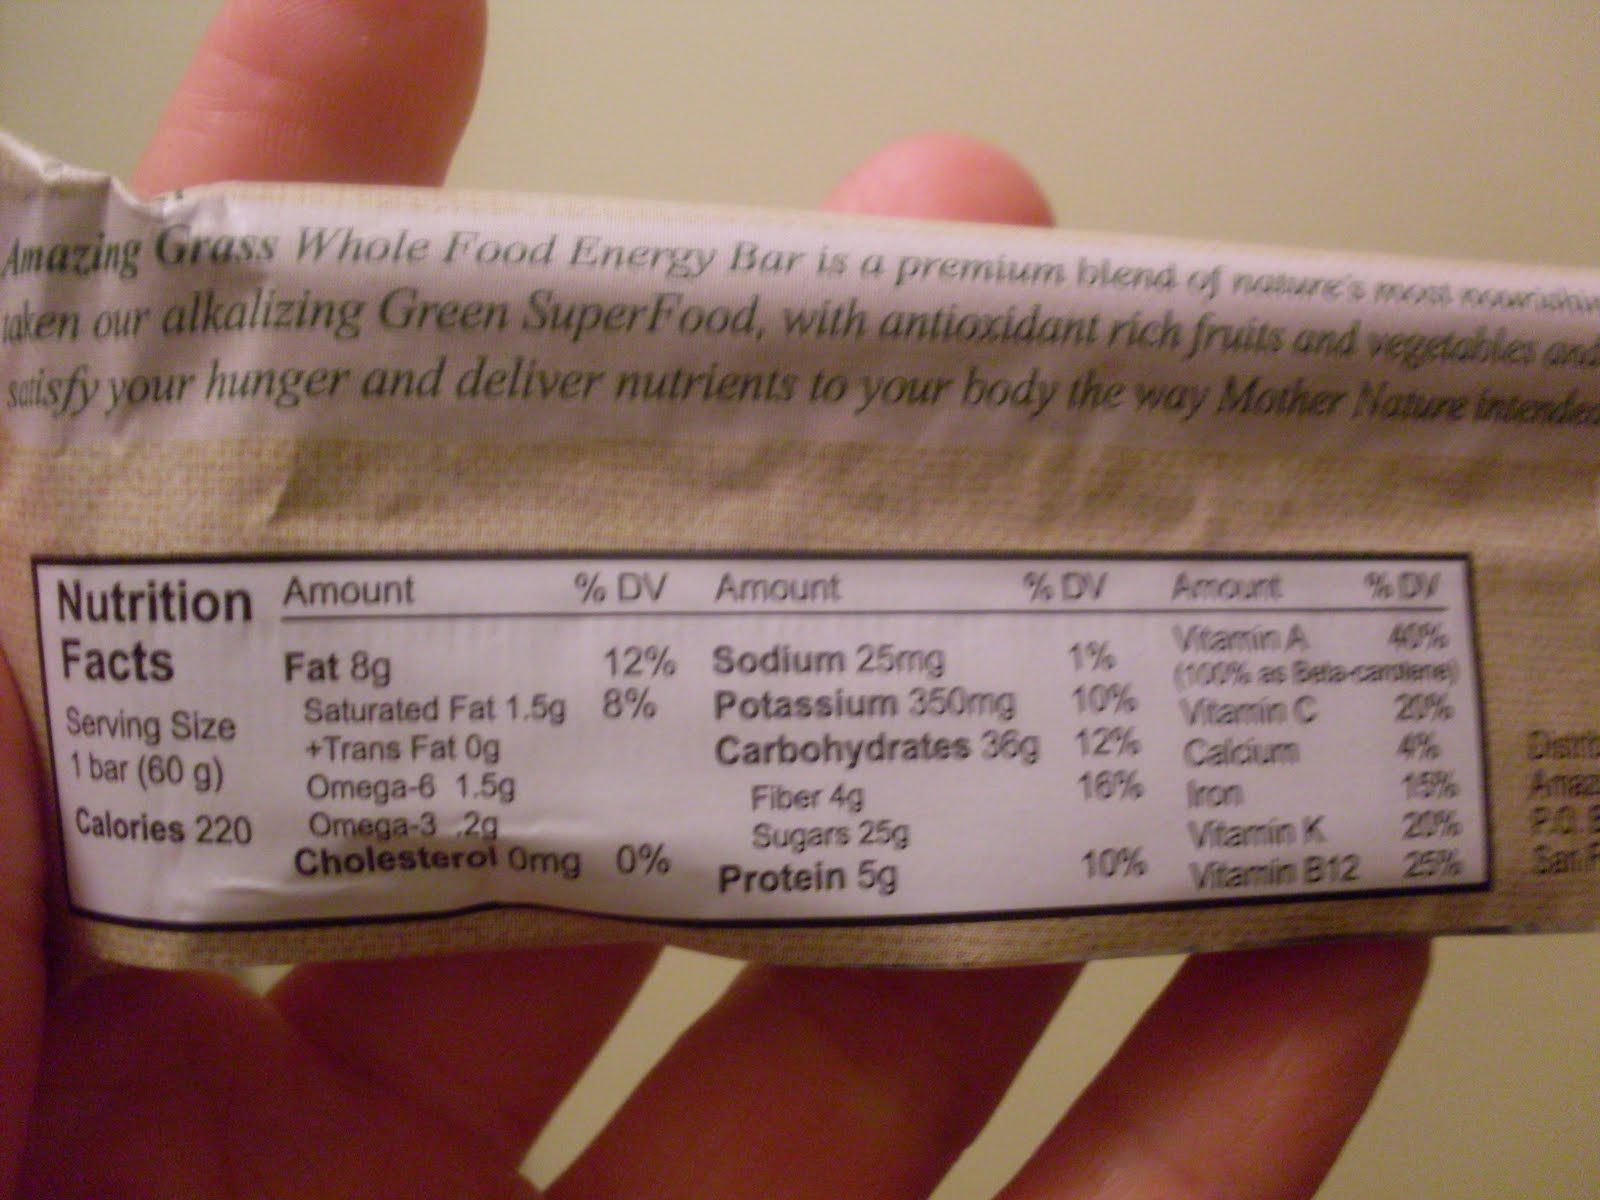 Amazing Grass Whole Food Energy Bar is a premium blend of nature's most
taken our alkalizing Green SuperFood, with antioxidant rich fruits and vegetables and
satisfy your hunger and deliver nutrients to your body the way Mother Nature intended
Nutrition Facts
Serving Size
1 bar (60 g)
Calories 220
Amount % DV
Fat 8g 12%
Saturated Fat 1.5g 8%
+Trans Fat 0g
Omega-6 1.5g
Omega-3 .2g
Cholesterol 0mg 0%
Amount % DV
Sodium 25mg 1%
Potassium 350mg 10%
Carbohydrates 36g 12%
Fiber 4g 16%
Sugars 25g
Protein 5g 10%
Amount % DV
Vitamin A 40%
(100% as Beta-carotene)
Vitamin C 20%
Calcium 4%
Iron 15%
Vitamin K 20%
Vitamin B12 25%